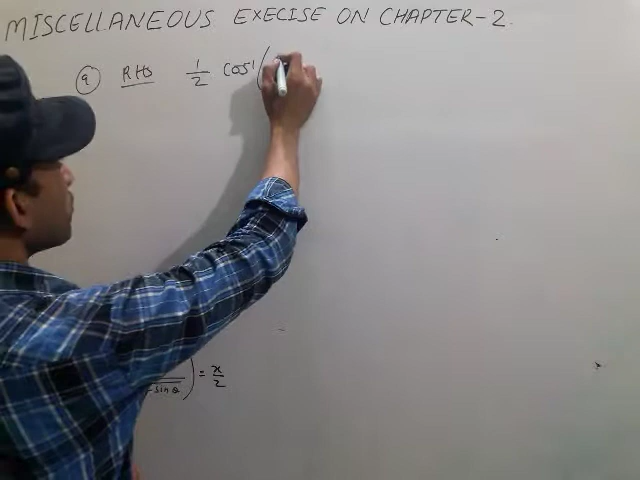 MISCELLANEOUS EXECISE ON CHAPTER-2.
9 RHS 1/2 cos⁻¹(
-sin θ) = x/2